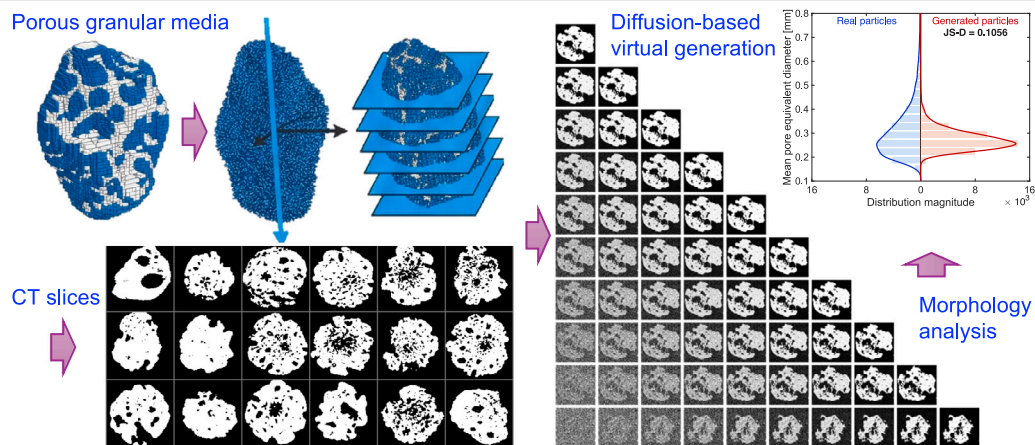 Porous granular media
CT slices
Diffusion-based
virtual generation
Mean pore equivalent diameter [mm]
0.8
0.7
0.6
0.5
0.4
0.3
0.2
0.1
Real particles
Generated particles
JS-D = 0.1056
16 8 0 8 16
× 10³
Distribution magnitude
Morphology
analysis